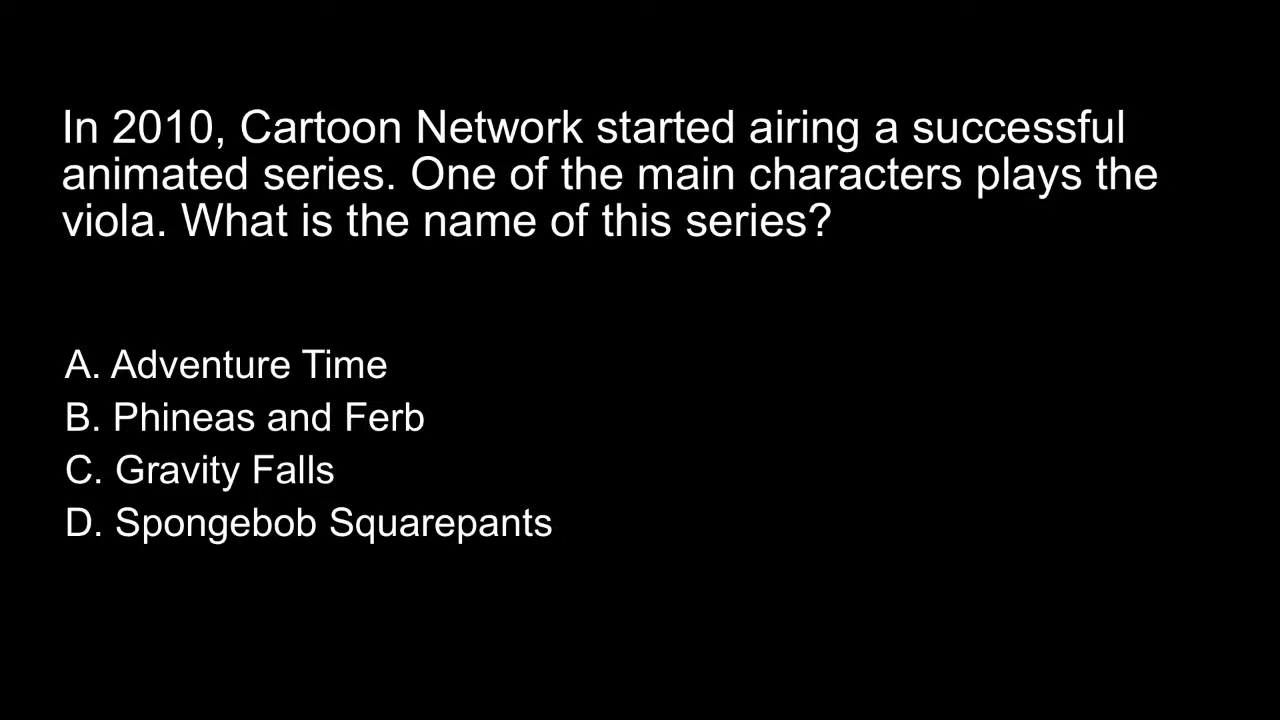 In 2010, Cartoon Network started airing a successful
animated series. One of the main characters plays the
viola. What is the name of this series?
A. Adventure Time
B. Phineas and Ferb
C. Gravity Falls
D. Spongebob Squarepants